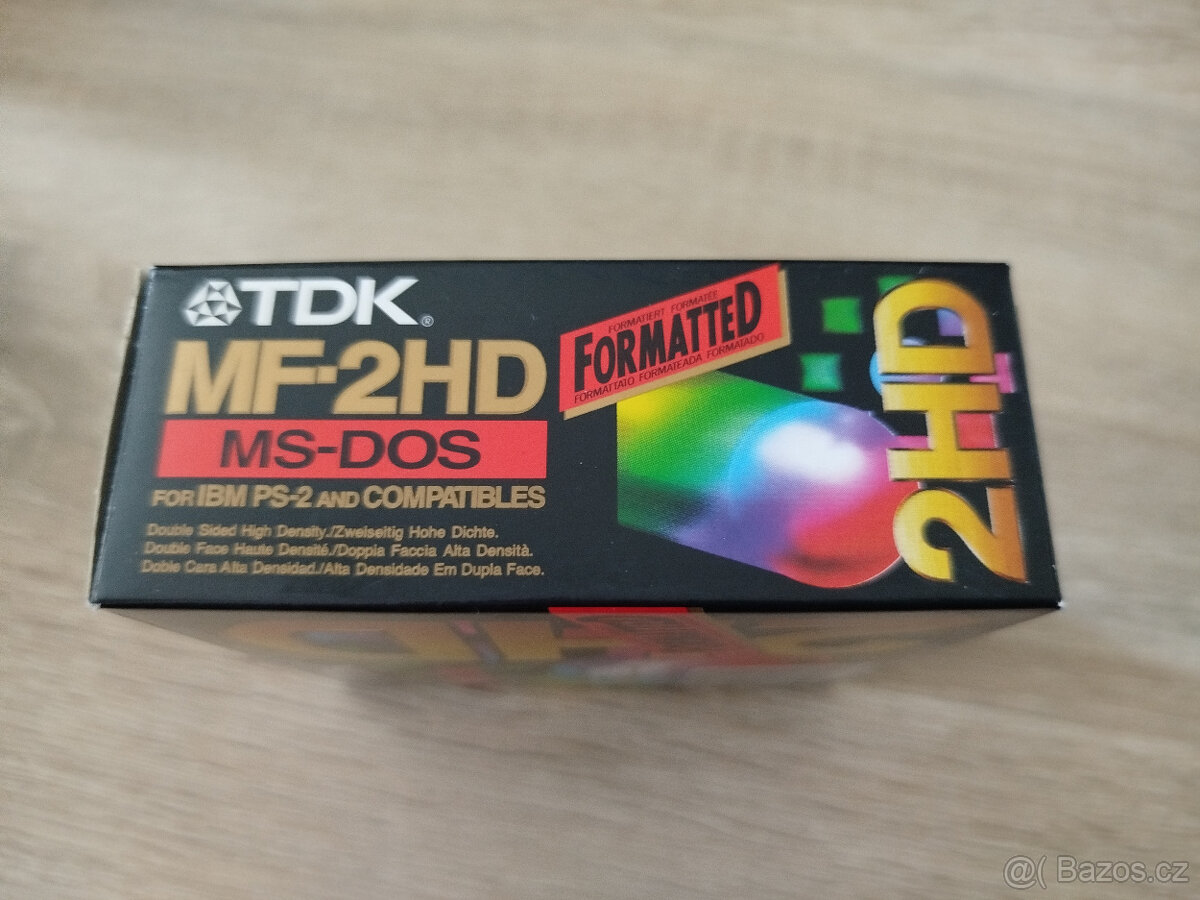 TDK®
MF-2HD
MS-DOS
FOR IBM PS-2 AND COMPATIBLES
Double Sided High Density./Zweiseitig Hohe Dichte.
Double Face Haute Densité./Doppia Faccia Alta Densità.
Doble Cara Alta Densidad./Alta Densidade Em Dupla Face.
FORMATIERT FORMATÉE
FORMATTED
FORMATTATO FORMATEADA FORMATADO
2HD
@( Bazos.cz